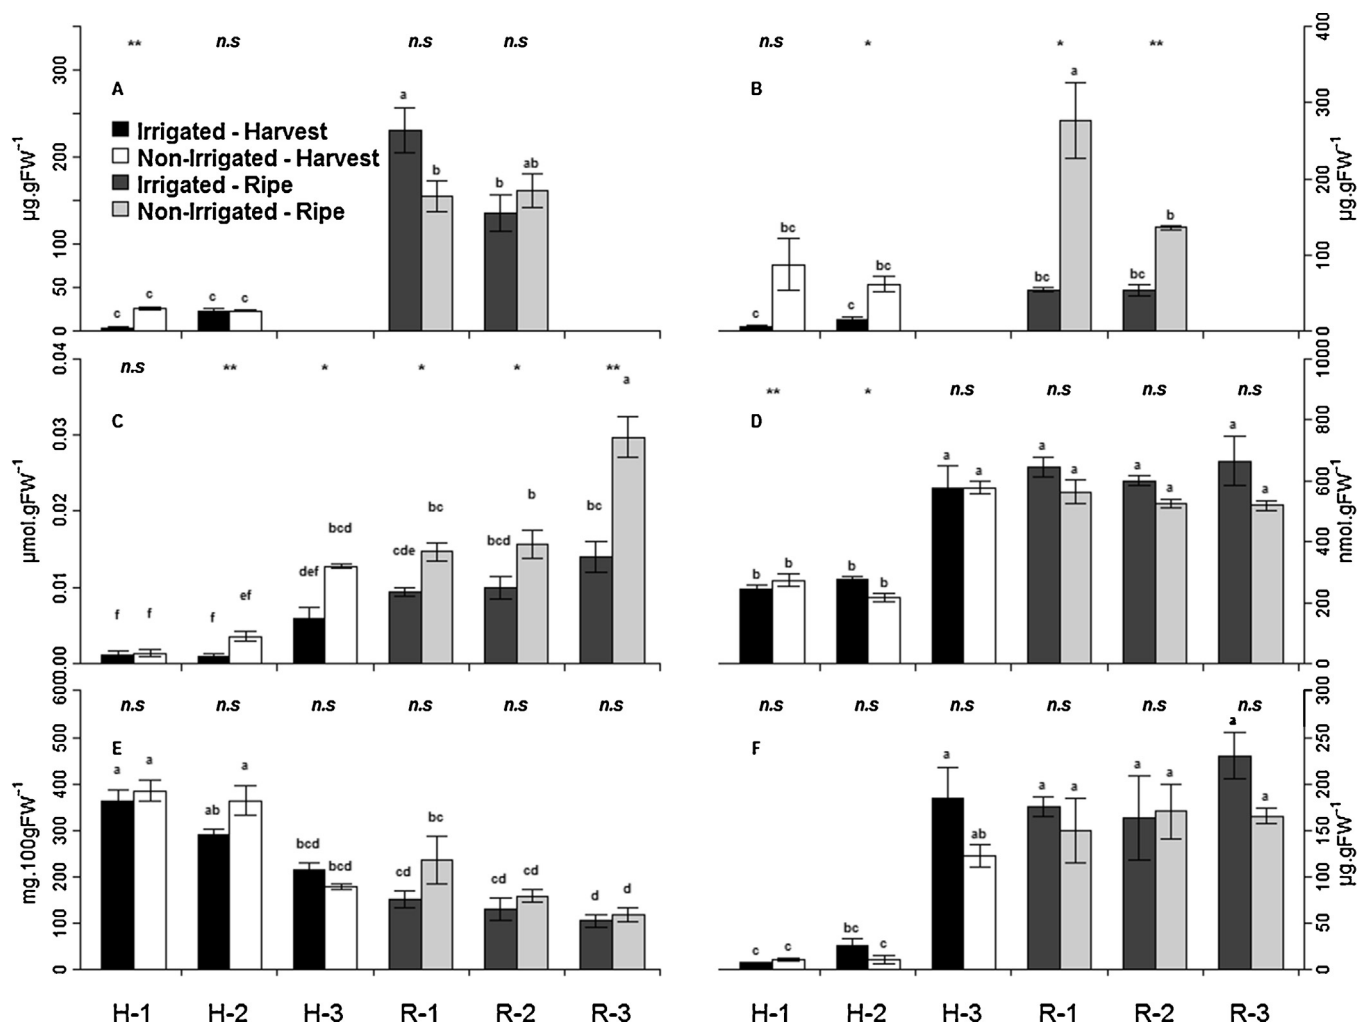 ** n.s n.s n.s
A
300
200
100
50
0
µg.gFW⁻¹
Irrigated - Harvest
Non-Irrigated - Harvest
Irrigated - Ripe
Non-Irrigated - Ripe
c c c c a b b ab
n.s * * **
B
400
300
200
100
0
µg.gFW⁻¹
c bc c bc bc a bc b
n.s ** * * * **
C
0.04
0.03
0.02
0.01
0.00
µmol.gFW⁻¹
f f f ef def bcd cde bc bcd b bc a
** * n.s n.s n.s n.s
D
1000
800
600
400
200
0
nmol.gFW⁻¹
b b b b a a a a a a a a
n.s n.s n.s n.s n.s n.s
E
600
500
400
300
200
100
0
mg.100gFW⁻¹
a a ab a bcd bcd cd bc cd cd d d
n.s n.s n.s n.s n.s n.s
F
300
250
200
150
100
50
0
µg.gFW⁻¹
c c bc c a ab a a a a a a
H-1 H-2 H-3 R-1 R-2 R-3
H-1 H-2 H-3 R-1 R-2 R-3